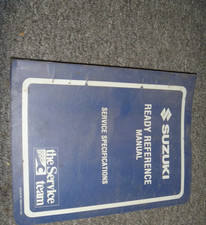 SUZUKI
READY REFERENCE
MANUAL
SERVICE SPECIFICATIONS
the Service
team